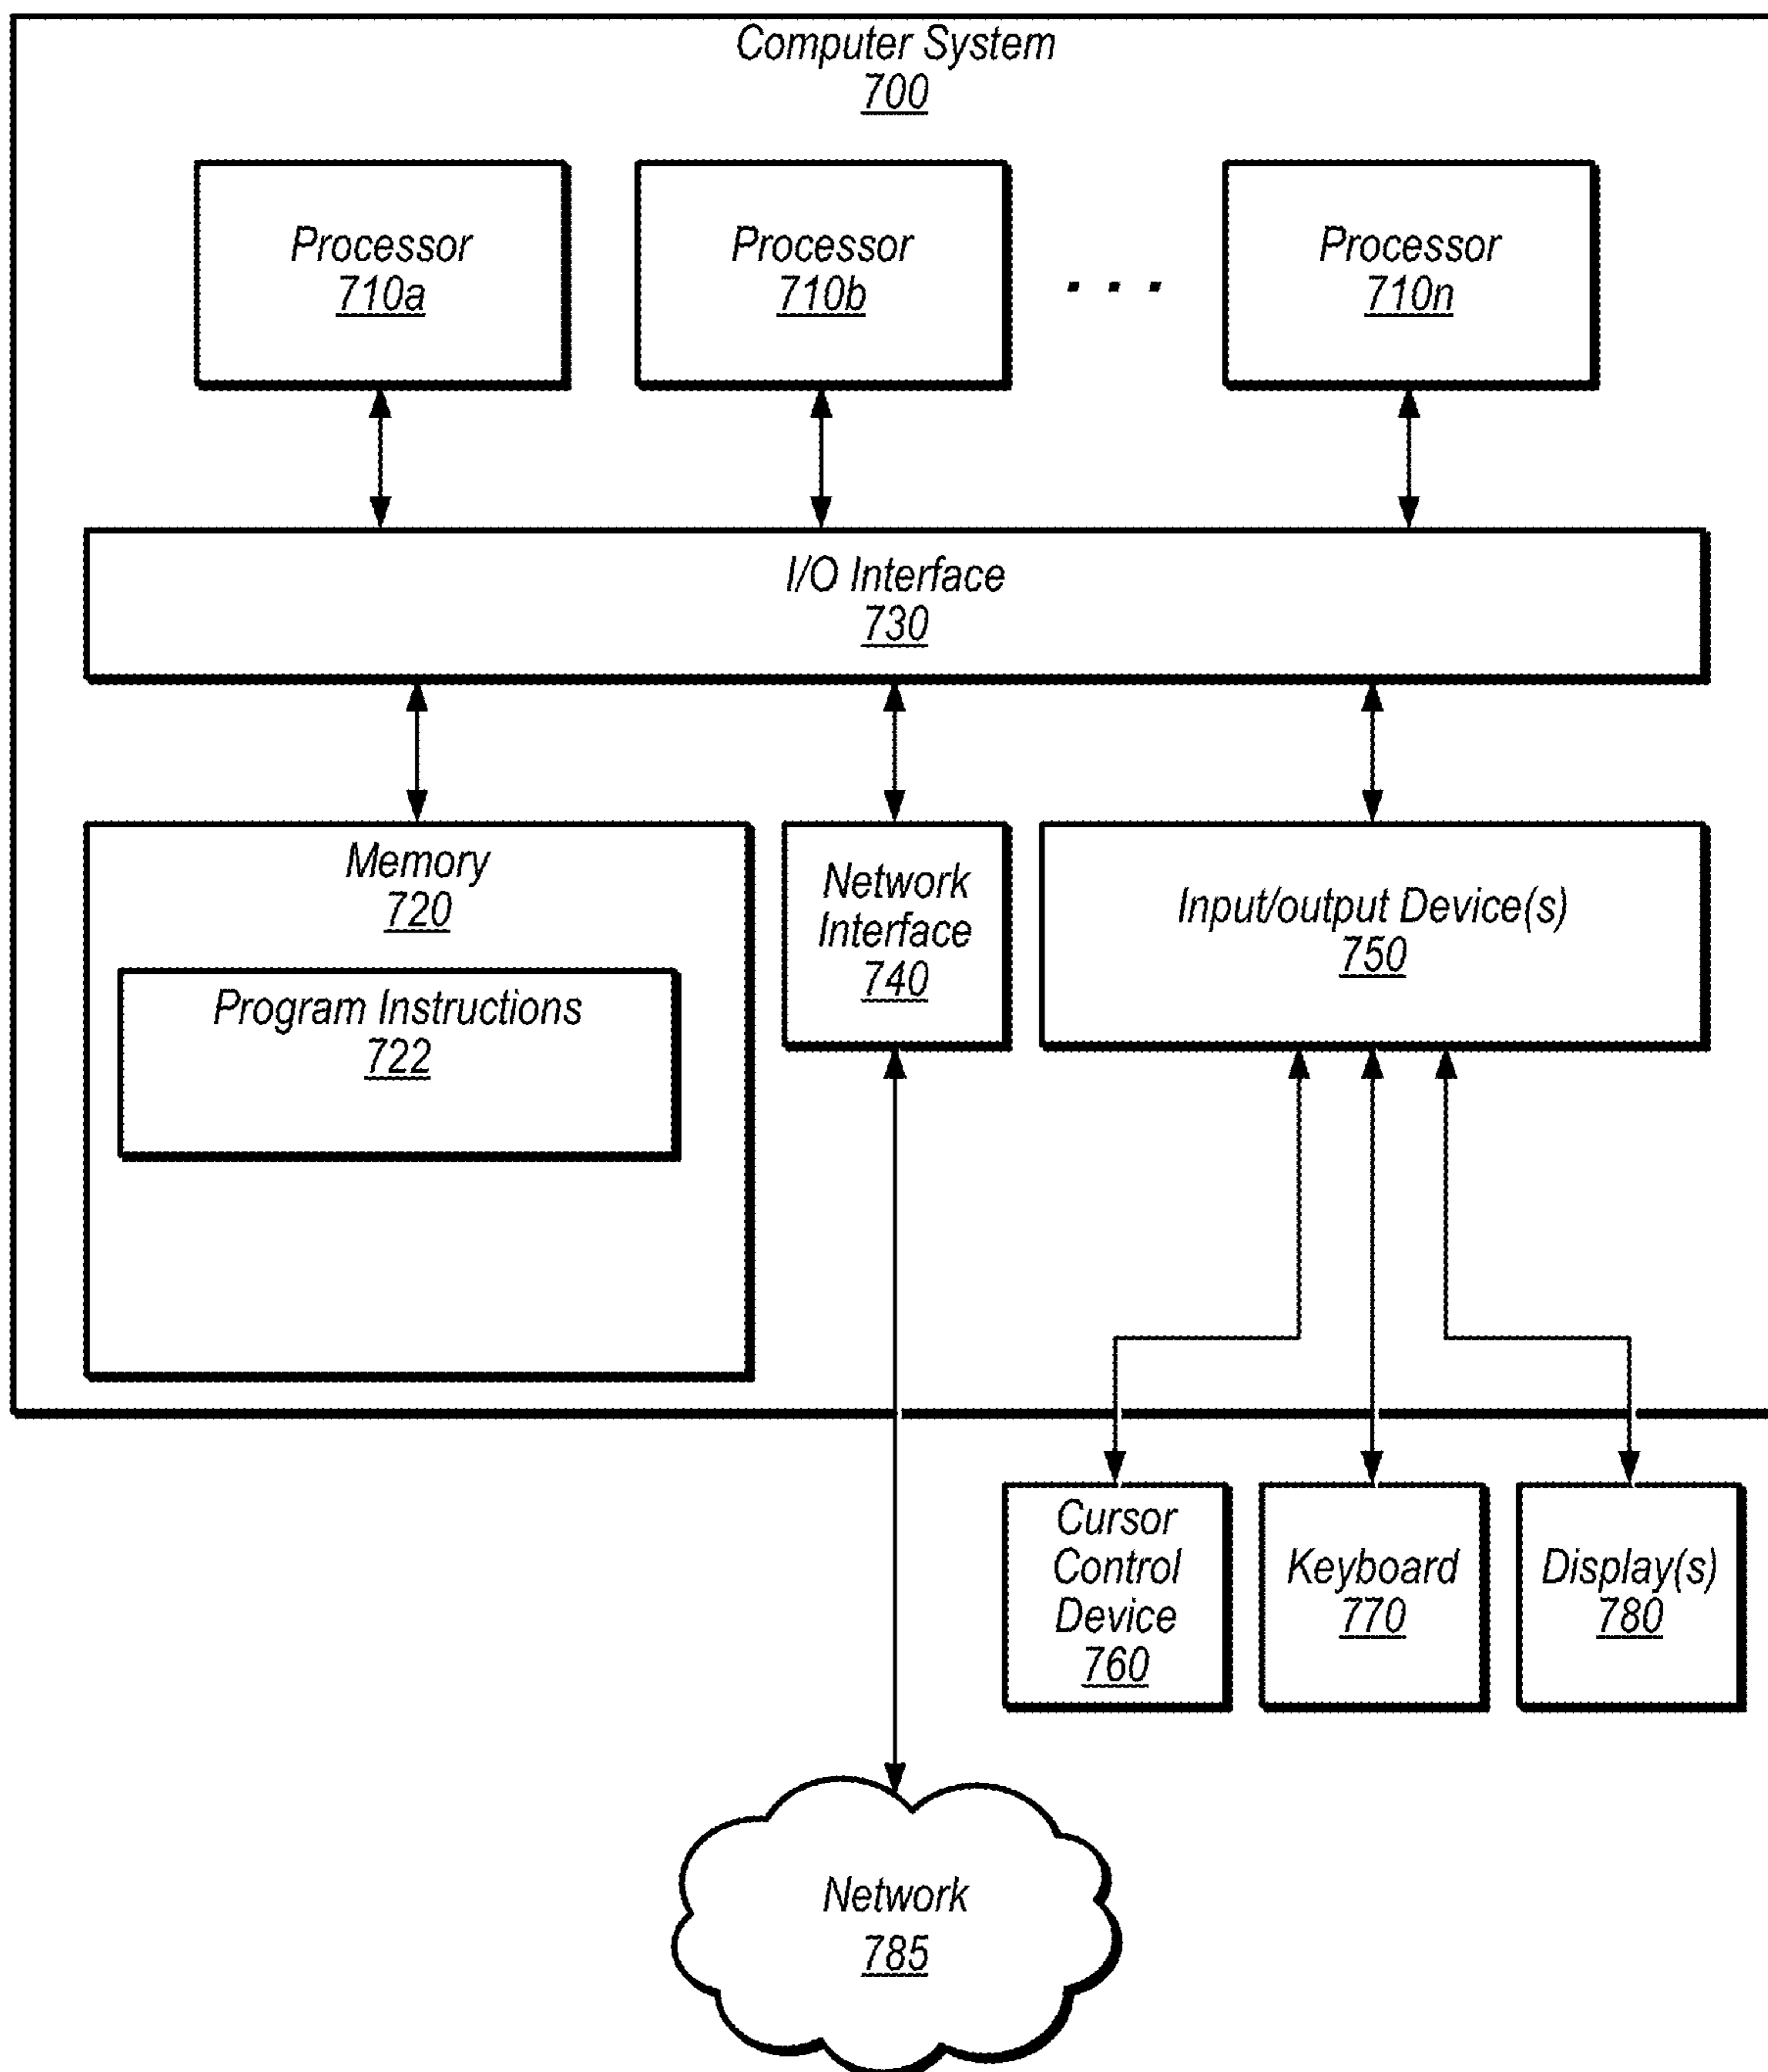 Computer System
700
Processor
710a
Processor
710b
. . .
Processor
710n
I/O Interface
730
Memory
720
Program Instructions
722
Network
Interface
740
Input/output Device(s)
750
Cursor
Control
Device
760
Keyboard
770
Display(s)
780
Network
785